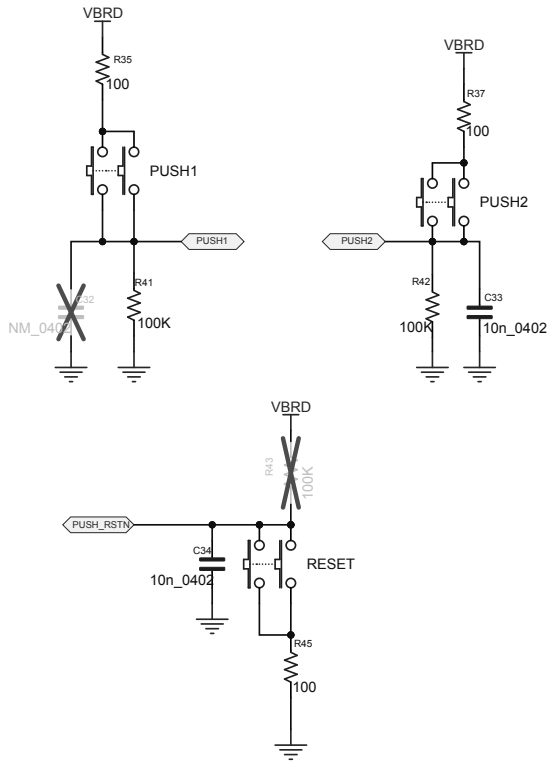 VBRD
R35
100
PUSH1
PUSH1
C32
NM_0402
R41
100K
VBRD
R37
100
PUSH2
PUSH2
R42
100K
C33
10n_0402
VBRD
R43
100K
PUSH_RSTN
C34
10n_0402
RESET
R45
100